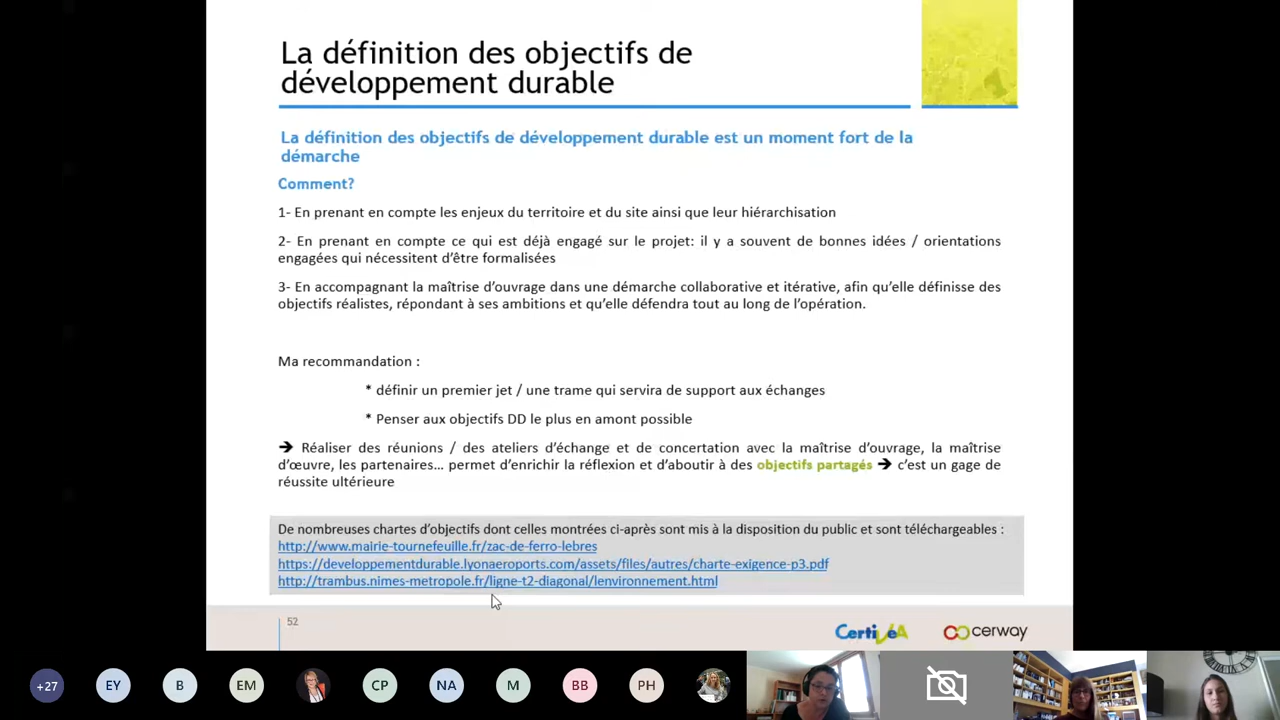 La définition des objectifs de
développement durable
La définition des objectifs de développement durable est un moment fort de la
démarche
Comment?
1- En prenant en compte les enjeux du territoire et du site ainsi que leur hiérarchisation
2- En prenant en compte ce qui est déjà engagé sur le projet: il y a souvent de bonnes idées / orientations
engagées qui nécessitent d'être formalisées
3- En accompagnant la maîtrise d'ouvrage dans une démarche collaborative et itérative, afin qu'elle définisse des
objectifs réalistes, répondant à ses ambitions et qu'elle défendra tout au long de l'opération.
Ma recommandation :
* définir un premier jet / une trame qui servira de support aux échanges
* Penser aux objectifs DD le plus en amont possible
➔ Réaliser des réunions / des ateliers d'échange et de concertation avec la maîtrise d'ouvrage, la maîtrise
d'œuvre, les partenaires… permet d'enrichir la réflexion et d'aboutir à des objectifs partagés ➔ c'est un gage de
réussite ultérieure
De nombreuses chartes d'objectifs dont celles montrées ci-après sont mis à la disposition du public et sont téléchargeables :
http://www.mairie-tournefeuille.fr/zac-de-ferro-lebres
https://developpementdurable.lyonaeroports.com/assets/files/autres/charte-exigence-p3.pdf
http://trambus.nimes-metropole.fr/ligne-t2-diagonal/lenvironnement.html
52
CertiVéA
cerway
+27
EY
B
EM
CP
NA
M
BB
PH